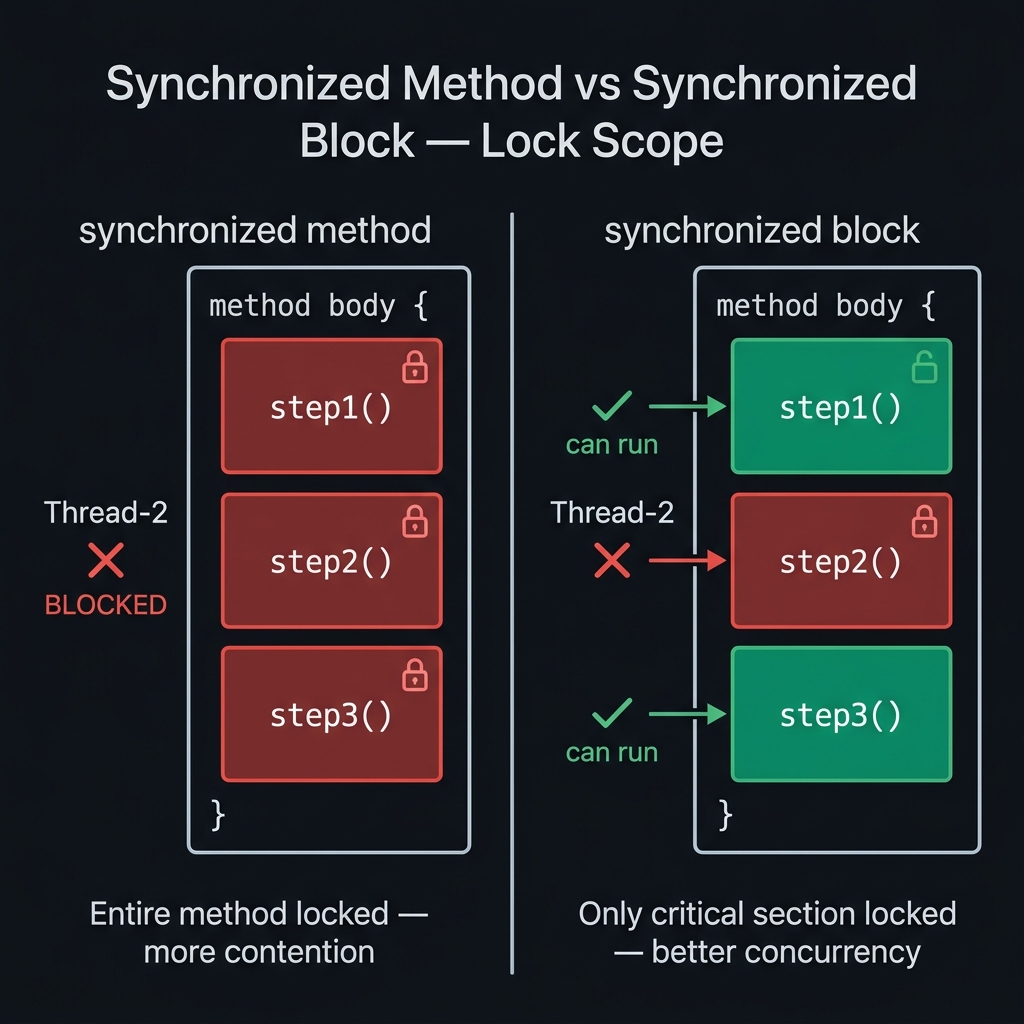 Synchronized Method vs Synchronized
Block — Lock Scope
synchronized method
method body {
step1()
Thread-2
step2()
BLOCKED
step3()
}
Entire method locked —
more contention
synchronized block
method body {
step1()
can run
Thread-2
step2()
step3()
can run
}
Only critical section locked
— better concurrency